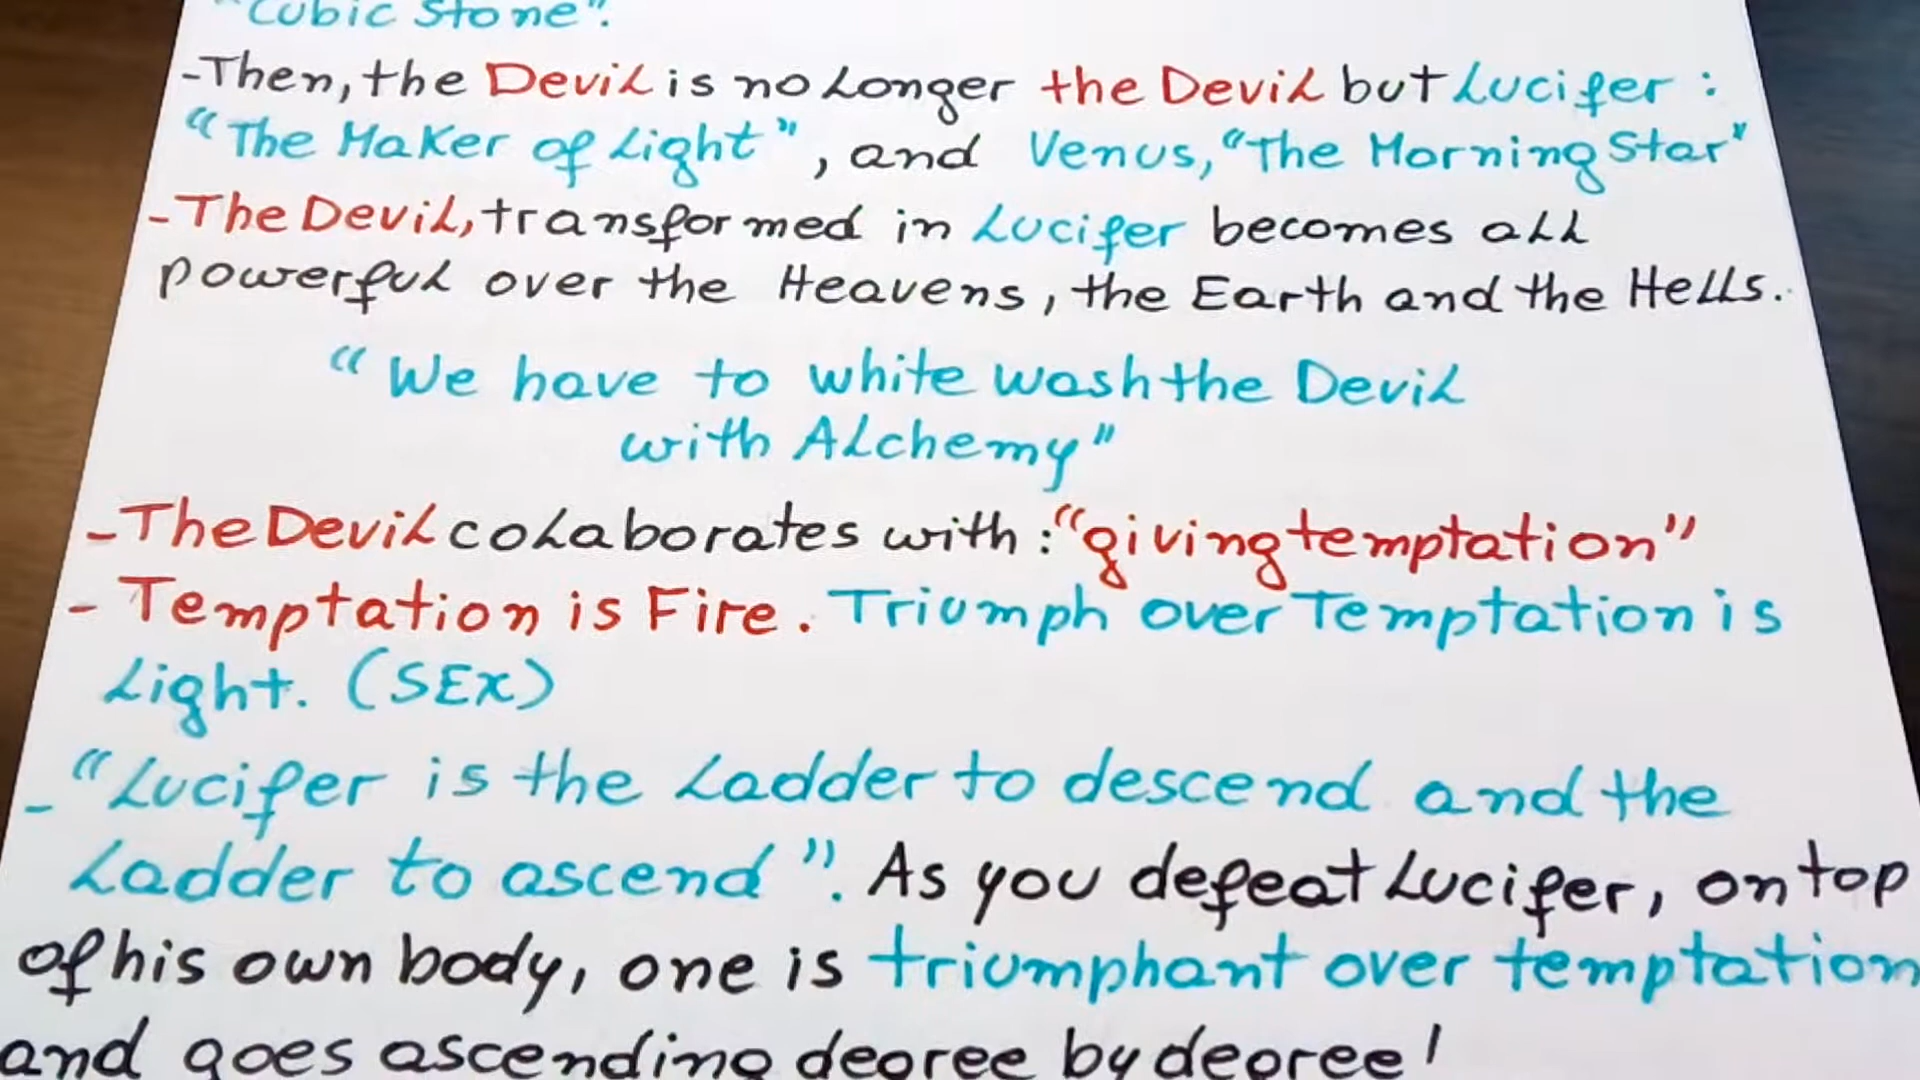 "Cubic Stone".
-Then, the Devil is no Longer the Devil but Lucifer :
"The Maker of Light", and Venus, "The Morning Star"
-The Devil, transformed in Lucifer becomes all
powerful over the Heavens, the Earth and the Hells.
"We have to white wash the Devil
with Alchemy"
-The Devil colaborates with : "giving temptation"
- Temptation is Fire. Triumph over Temptation is
Light. (SEX)
- "Lucifer is the Ladder to descend and the
Ladder to ascend". As you defeat Lucifer, on top
of his own body, one is triumphant over temptation
and goes ascending degree by degree!